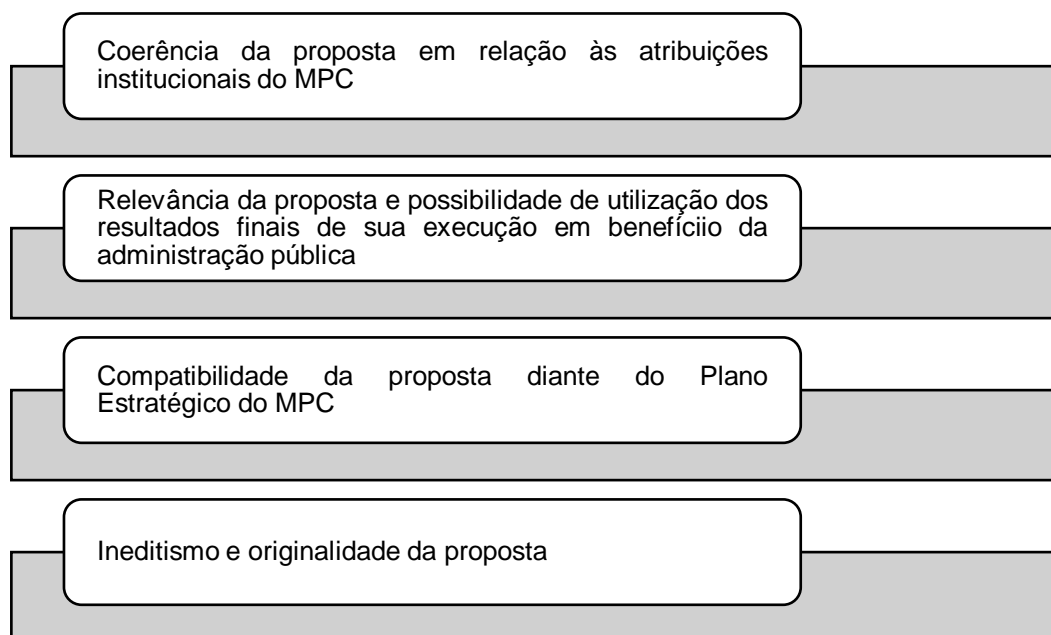 Coerência da proposta em relação às atribuições
institucionais do MPC
Relevância da proposta e possibilidade de utilização dos
resultados finais de sua execução em benefíciio da
administração pública
Compatibilidade da proposta diante do Plano
Estratégico do MPC
Ineditismo e originalidade da proposta